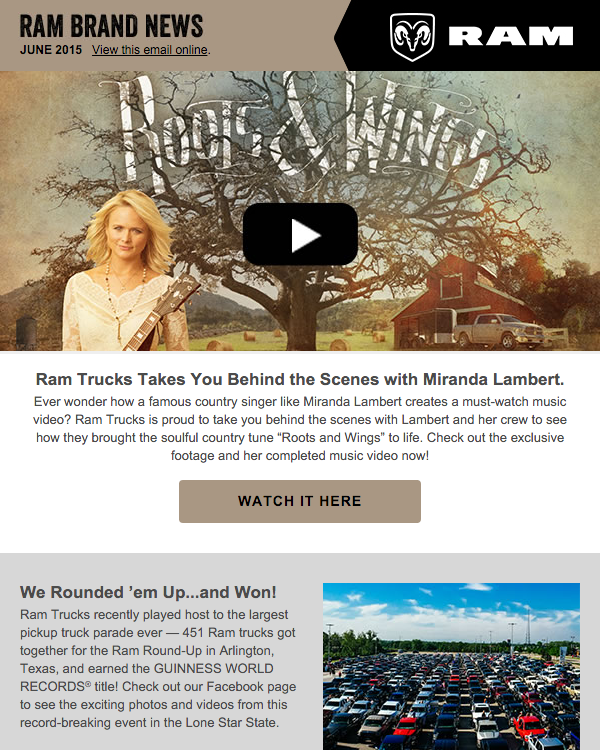 RAM BRAND NEWS
JUNE 2015 View this email online.
RAM
Roots & Wings
Ram Trucks Takes You Behind the Scenes with Miranda Lambert.
Ever wonder how a famous country singer like Miranda Lambert creates a must-watch music
video? Ram Trucks is proud to take you behind the scenes with Lambert and her crew to see
how they brought the soulful country tune “Roots and Wings” to life. Check out the exclusive
footage and her completed music video now!
WATCH IT HERE
We Rounded ’em Up...and Won!
Ram Trucks recently played host to the largest
pickup truck parade ever — 451 Ram trucks got
together for the Ram Round-Up in Arlington,
Texas, and earned the GUINNESS WORLD
RECORDS® title! Check out our Facebook page
to see the exciting photos and videos from this
record-breaking event in the Lone Star State.